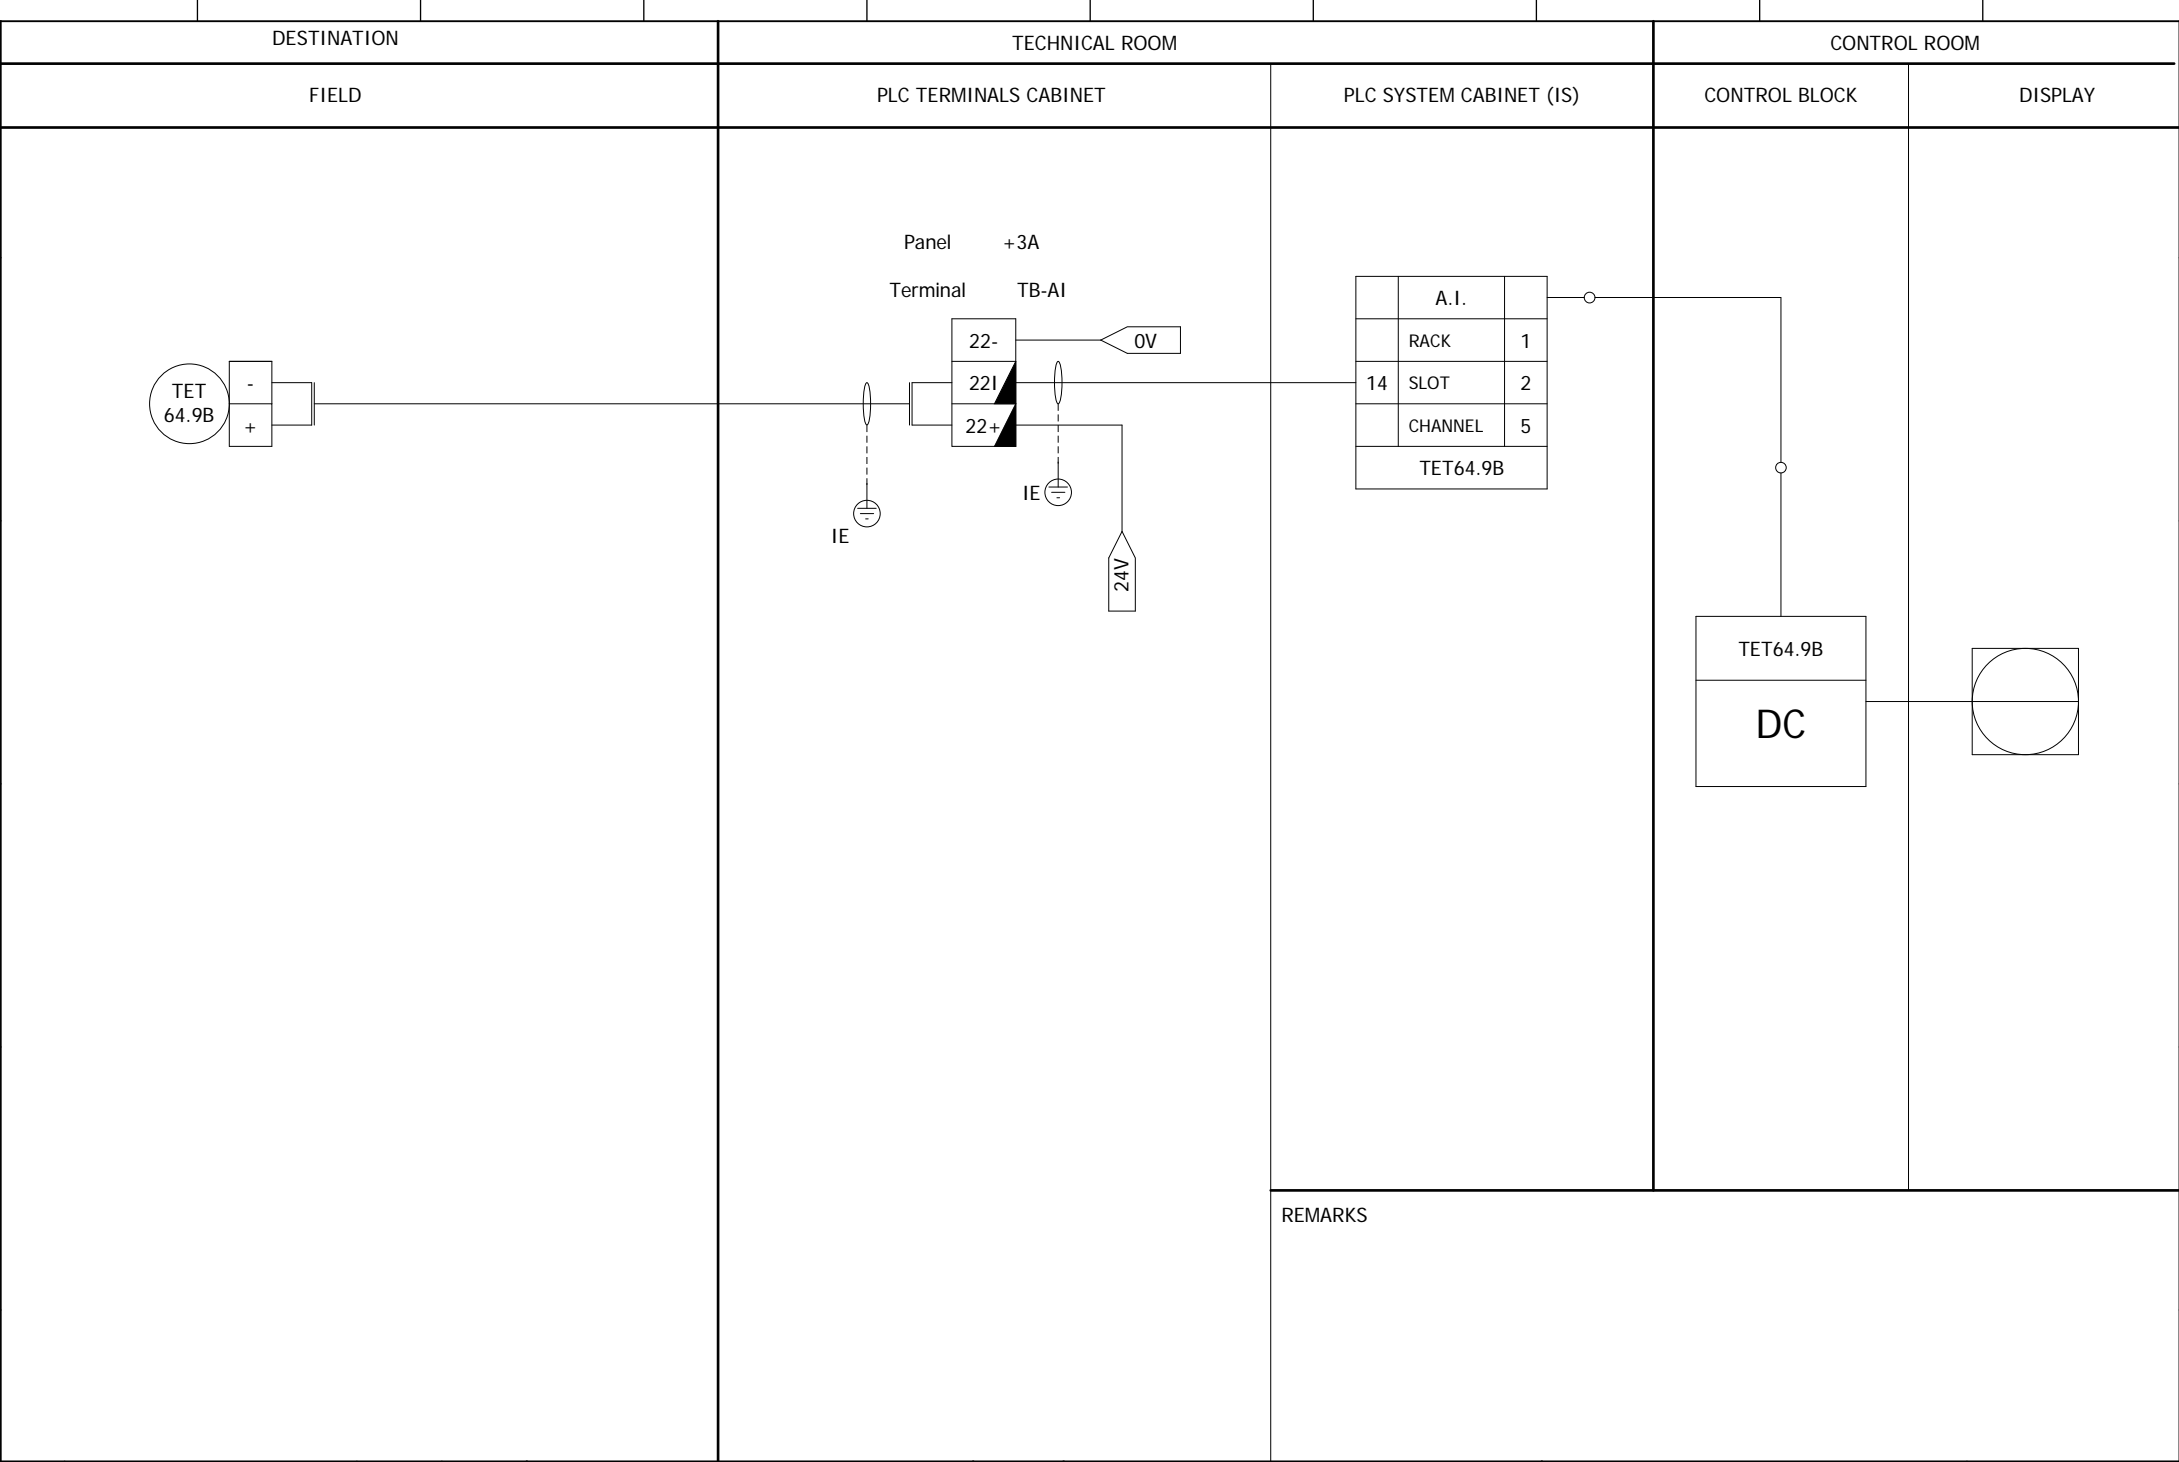 DESTINATION
TECHNICAL ROOM
CONTROL ROOM
FIELD
PLC TERMINALS CABINET
PLC SYSTEM CABINET (IS)
CONTROL BLOCK
DISPLAY
Panel +3A
Terminal TB-AI
TET
64.9B
-
+
22-
22I
22+
0V
24V
IE
IE
A.I.
RACK 1
14 SLOT 2
CHANNEL 5
TET64.9B
TET64.9B
DC
REMARKS